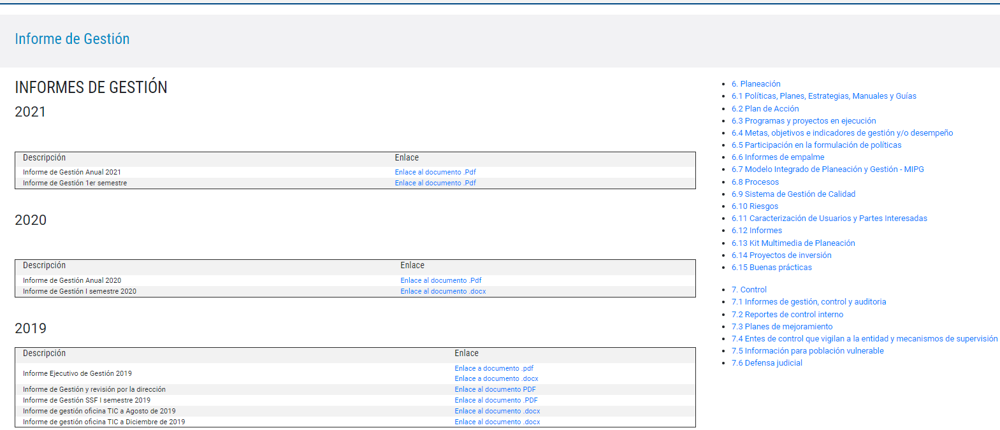 Informe de Gestión
INFORMES DE GESTIÓN
2021
Descripción Enlace
Informe de Gestión Anual 2021 Enlace al documento .Pdf
Informe de Gestión 1er semestre Enlace al documento .Pdf
2020
Descripción Enlace
Informe de Gestión Anual 2020 Enlace al documento .Pdf
Informe de Gestión I semestre 2020 Enlace al documento .docx
2019
Descripción Enlace
Informe Ejecutivo de Gestión 2019 Enlace a documento .pdf
Enlace a documento .docx
Informe de Gestión y revisión por la dirección Enlace al documento PDF
Informe de Gestión SSF I semestre 2019 Enlace al documento .PDF
Informe de gestión oficina TIC a Agosto de 2019 Enlace al documento .docx
Informe de gestión oficina TIC a Diciembre de 2019 Enlace al documento .docx
6. Planeación
6.1 Políticas, Planes, Estrategias, Manuales y Guías
6.2 Plan de Acción
6.3 Programas y proyectos en ejecución
6.4 Metas, objetivos e indicadores de gestión y/o desempeño
6.5 Participación en la formulación de políticas
6.6 Informes de empalme
6.7 Modelo Integrado de Planeación y Gestión - MIPG
6.8 Procesos
6.9 Sistema de Gestión de Calidad
6.10 Riesgos
6.11 Caracterización de Usuarios y Partes Interesadas
6.12 Informes
6.13 Kit Multimedia de Planeación
6.14 Proyectos de inversión
6.15 Buenas prácticas
7. Control
7.1 Informes de gestión, control y auditoria
7.2 Reportes de control interno
7.3 Planes de mejoramiento
7.4 Entes de control que vigilan a la entidad y mecanismos de supervisión
7.5 Información para población vulnerable
7.6 Defensa judicial